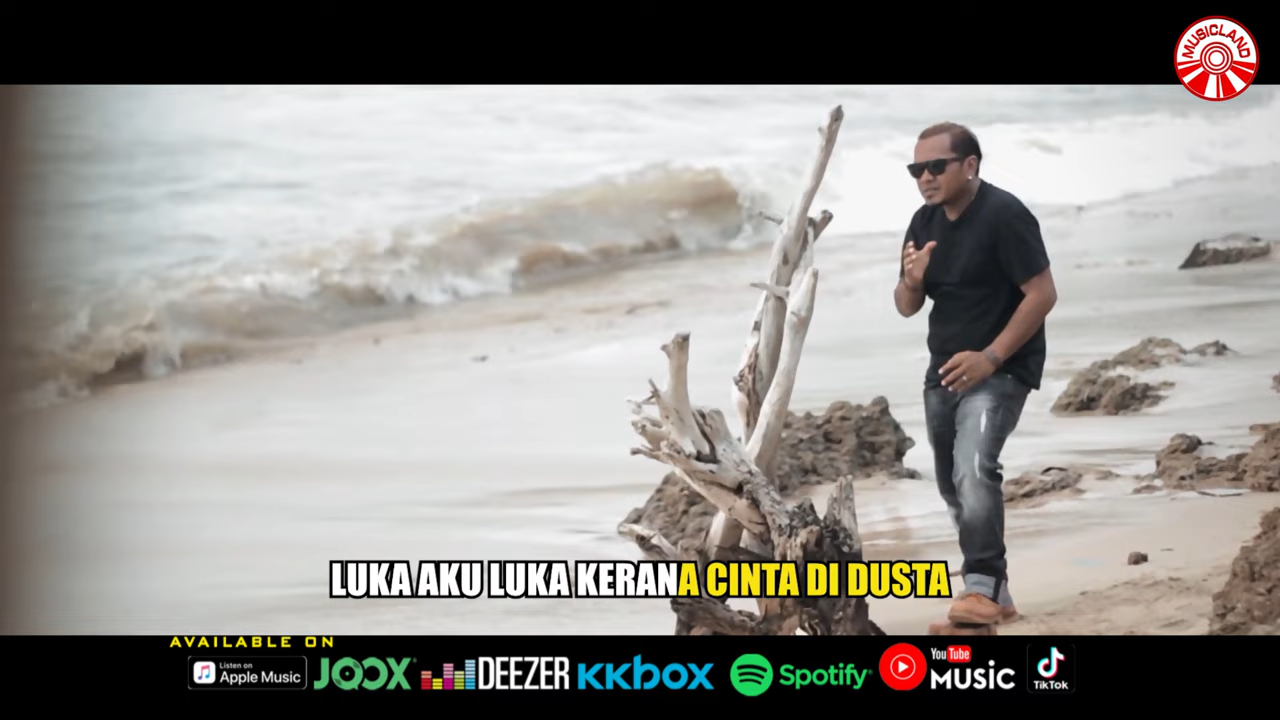 MUSICLAND
LUKA AKU LUKA KERANA CINTA DI DUSTA
AVAILABLE ON
Listen on
Apple Music
JOOX
DEEZER
KKBOX
Spotify
YouTube
MUSIC
TikTok